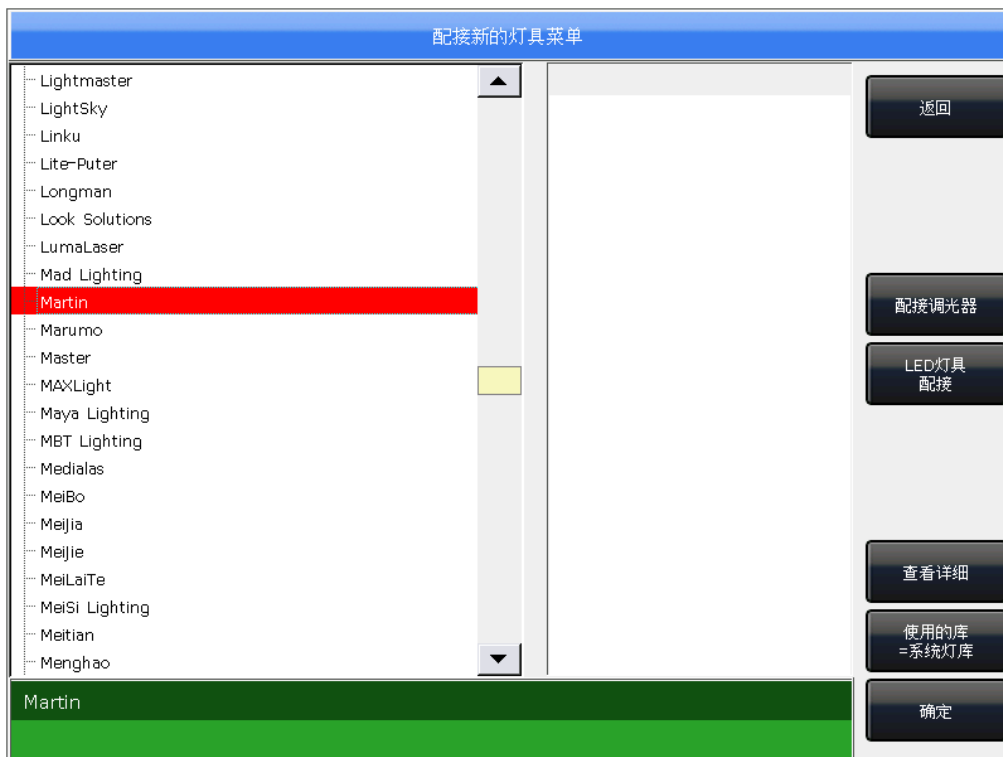 配接新的灯具菜单
Lightmaster
LightSky
Linku
Lite-Puter
Longman
Look Solutions
LumaLaser
Mad Lighting
Martin
Marumo
Master
MAXLight
Maya Lighting
MBT Lighting
Medialas
MeiBo
MeiJia
MeiJie
MeiLaiTe
MeiSi Lighting
Meitian
Menghao
Martin
返回
配接调光器
LED灯具
配接
查看详细
使用的库
=系统灯库
确定